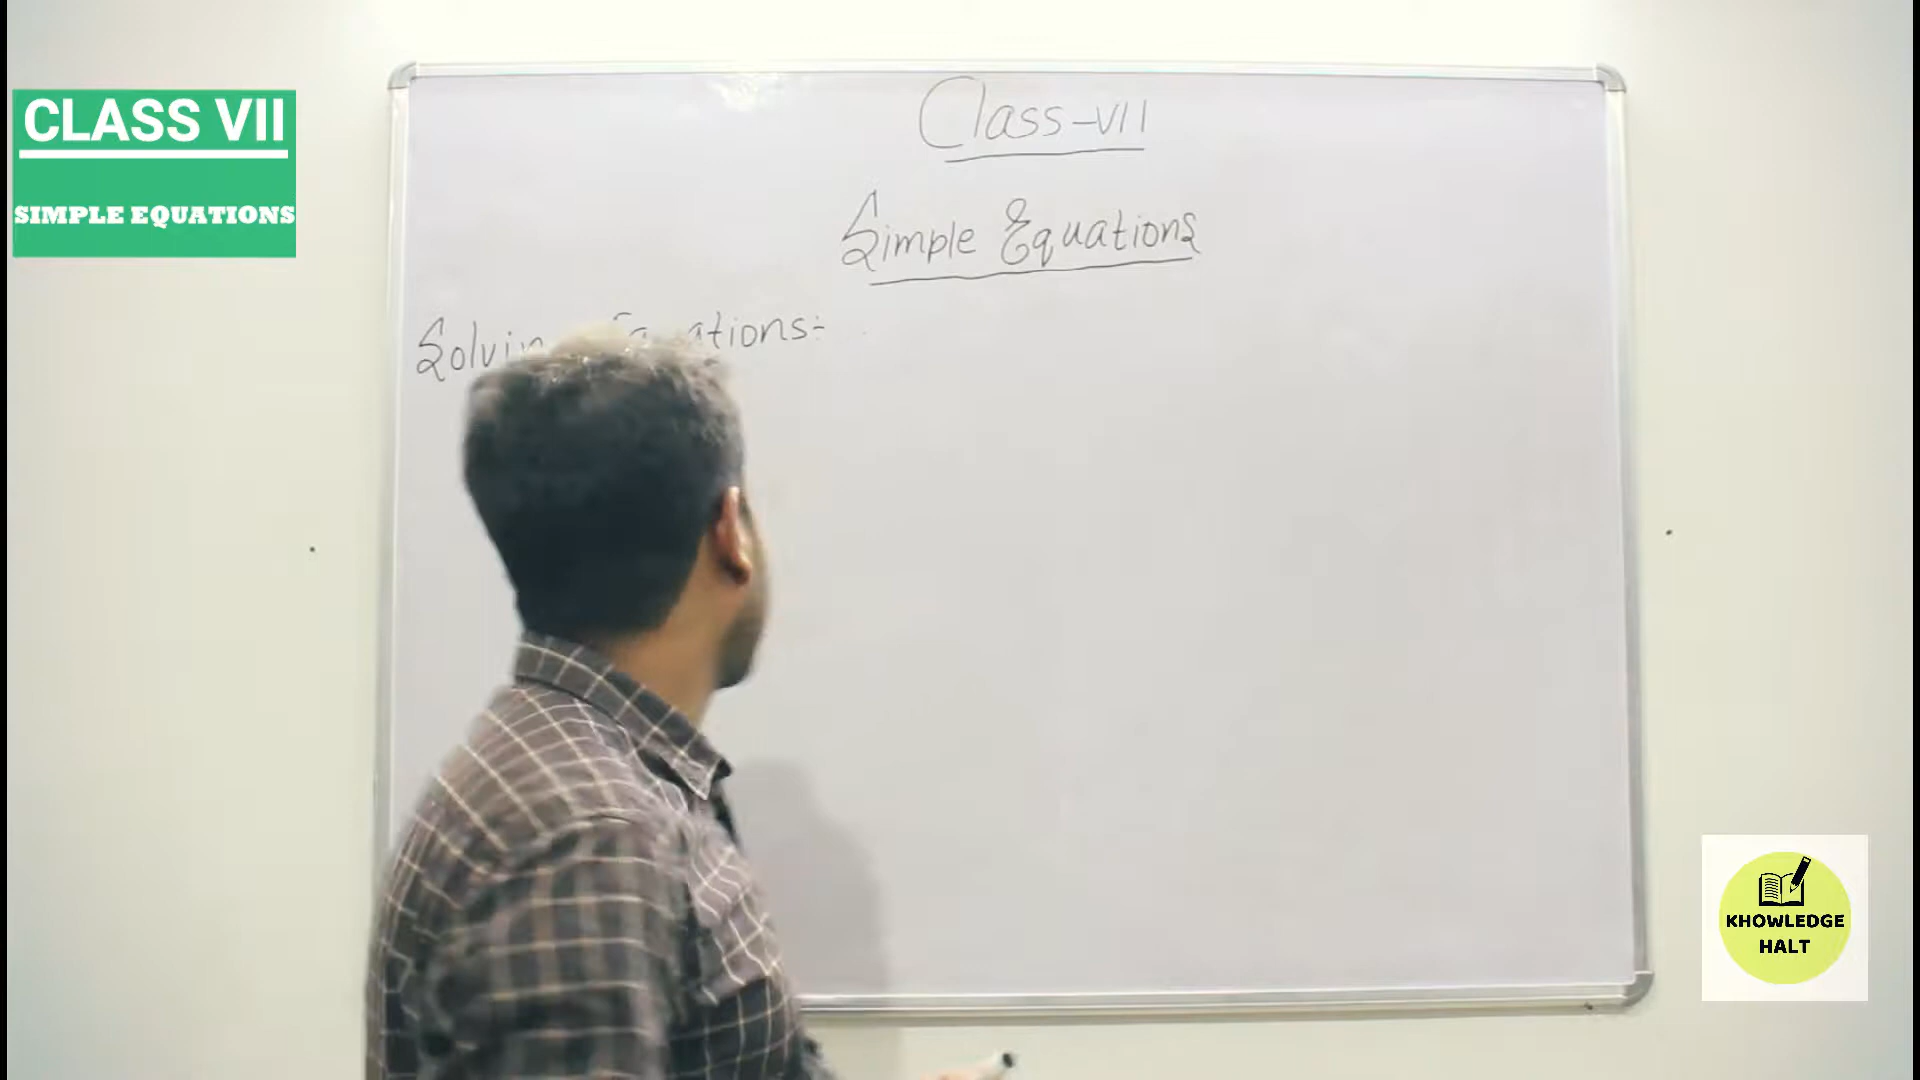 CLASS VII
SIMPLE EQUATIONS
Class-VII
Simple Equations
KHOWLEDGE
HALT